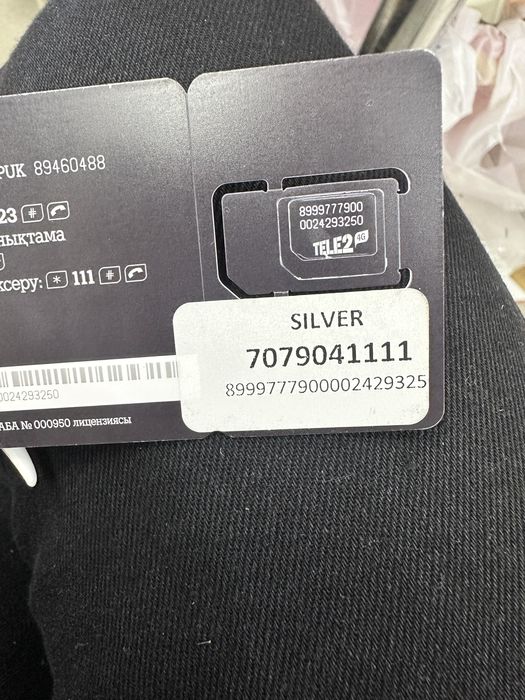 PUK 89460488
23 #
нықтама
ксеру: * 111 #
0024293250
АБА № 000950 лицензиясы
8999777900
0024293250
TELE2 4G
SILVER
7079041111
8999777900002429325